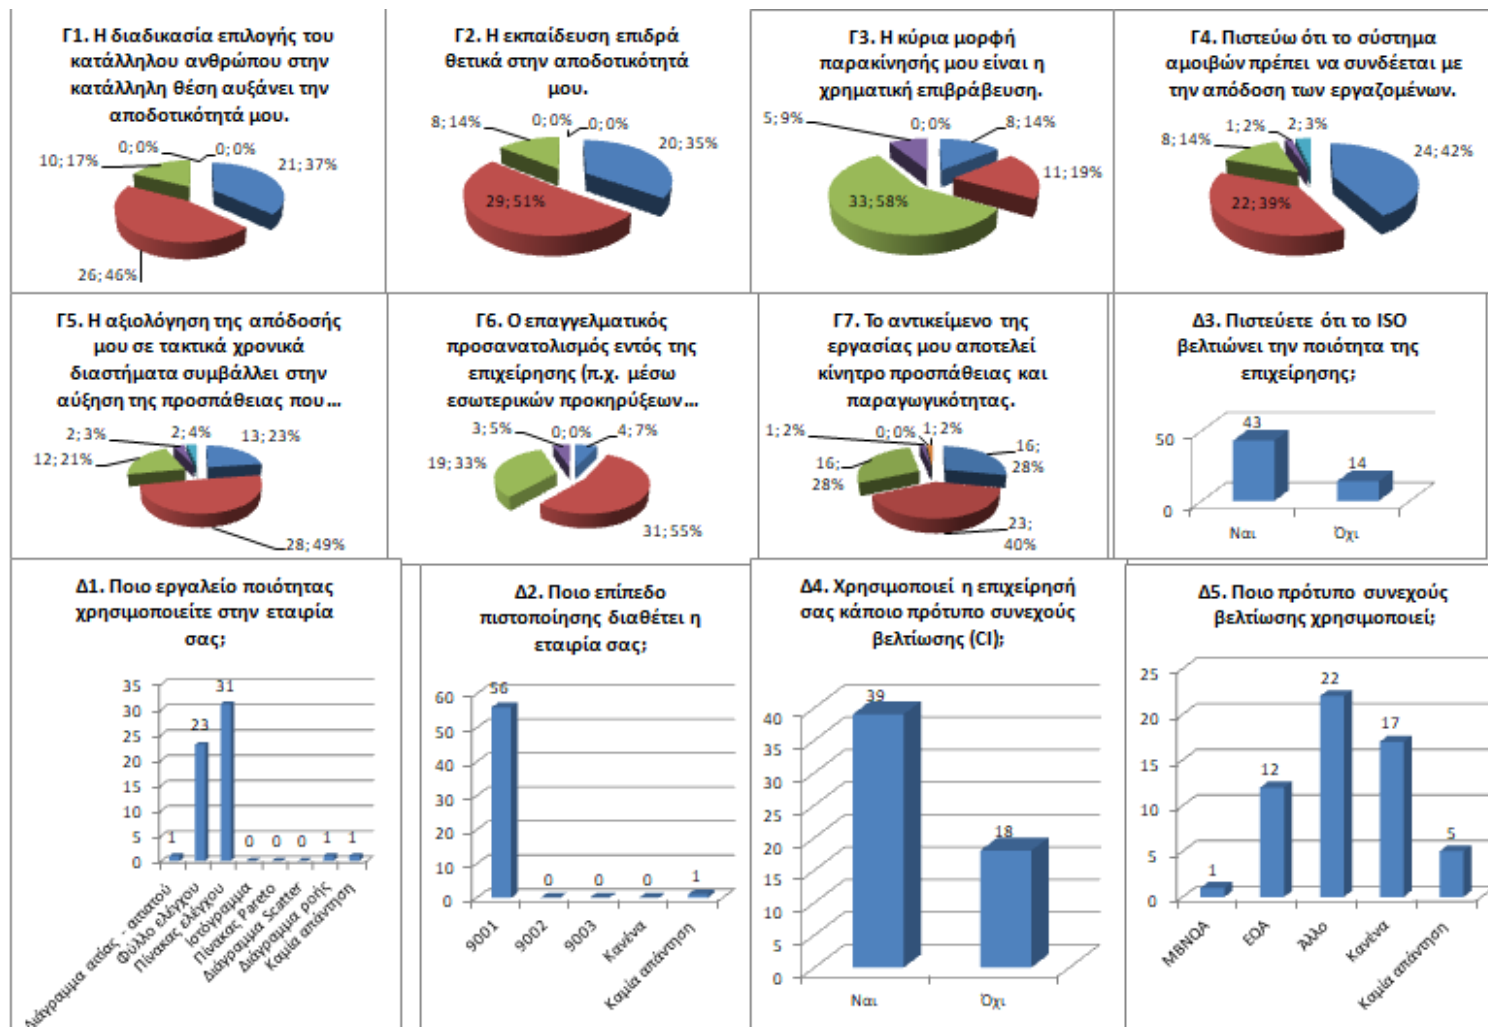 Γ1. Η διαδικασία επιλογής του
κατάλληλου ανθρώπου στην
κατάλληλη θέση αυξάνει την
αποδοτικότητά μου.
0; 0%
0; 0%
10; 17%
21; 37%
26; 46%
Γ2. Η εκπαίδευση επιδρά
θετικά στην αποδοτικότητά
μου.
8; 14%
0; 0%
0; 0%
20; 35%
29; 51%
Γ3. Η κύρια μορφή
παρακίνησής μου είναι η
χρηματική επιβράβευση.
5; 9%
0; 0%
8; 14%
11; 19%
33; 58%
Γ4. Πιστεύω ότι το σύστημα
αμοιβών πρέπει να συνδέεται με
την απόδοση των εργαζομένων.
1; 2%
2; 3%
8; 14%
24; 42%
22; 39%
Γ5. Η αξιολόγηση της απόδοσής
μου σε τακτικά χρονικά
διαστήματα συμβάλλει στην
αύξηση της προσπάθειας που ...
2; 3%
2; 4%
13; 23%
12; 21%
28; 49%
Γ6. Ο επαγγελματικός
προσανατολισμός εντός της
επιχείρησης (π.χ. μέσω
εσωτερικών προκηρύξεων ...
3; 5%
0; 0%
4; 7%
19; 33%
31; 55%
Γ7. Το αντικείμενο της
εργασίας μου αποτελεί
κίνητρο προσπάθειας και
παραγωγικότητας.
1; 2%
0; 0%
1; 2%
16;
28%
16;
28%
23;
40%
Δ3. Πιστεύετε ότι το ISO
βελτιώνει την ποιότητα της
επιχείρησης;
50
0
43
14
Ναι
Όχι
Δ1. Ποιο εργαλείο ποιότητας
χρησιμοποιείτε στην εταιρία
σας;
35
30
25
20
15
10
5
0
1
23
31
0
0
0
1
1
Διάγραμμα αιτίας - αιτιατού
Φύλλο ελέγχου
Πίνακας ελέγχου
Ιστόγραμμα
Πίνακας Pareto
Διάγραμμα Scatter
Διάγραμμα ροής
Καμία απάντηση
Δ2. Ποιο επίπεδο
πιστοποίησης διαθέτει η
εταιρία σας;
60
50
40
30
20
10
0
56
0
0
0
1
9001
9002
9003
Κανένα
Καμία απάντηση
Δ4. Χρησιμοποιεί η επιχείρησή
σας κάποιο πρότυπο συνεχούς
βελτίωσης (CI);
40
35
30
25
20
15
10
5
0
39
18
Ναι
Όχι
Δ5. Ποιο πρότυπο συνεχούς
βελτίωσης χρησιμοποιεί;
25
20
15
10
5
0
1
12
22
17
5
MBNQA
EQA
Άλλο
Κανένα
Καμία απάντηση